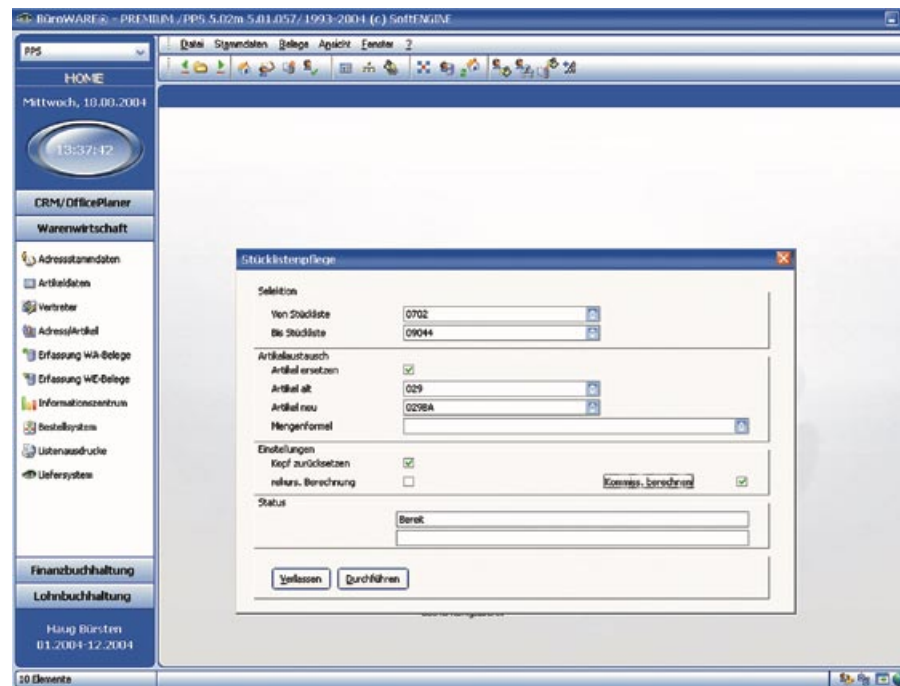 BüroWARE® - PREMIUM /PPS 5.02m 5.01.057/ 1993-2004 (c) SoftENGINE
PPS
Datei Stammdaten Belege Ansicht Fenster ?
HOME
Mittwoch, 18.08.2004
13:37:42
CRM/OfficePlaner
Warenwirtschaft
Adressstammdaten
Artikeldaten
Vertreter
Adress/Artikel
Erfassung WA-Belege
Erfassung WE-Belege
Informationszentrum
Bestellsystem
Listenausdrucke
Liefersystem
Finanzbuchhaltung
Lohnbuchhaltung
Haug Bürsten
01.2004-12.2004
10 Elemente
Stücklistenpflege
Selektion
Von Stückliste 0702
Bis Stückliste 09044
Artikelaustausch
Artikel ersetzen
Artikel alt 029
Artikel neu 029BA
Mengenformel
Einstellungen
Kopf zurücksetzen
rekurs. Berechnung Kommiss. berechnen
Status
Bereit
Verlassen Durchführen